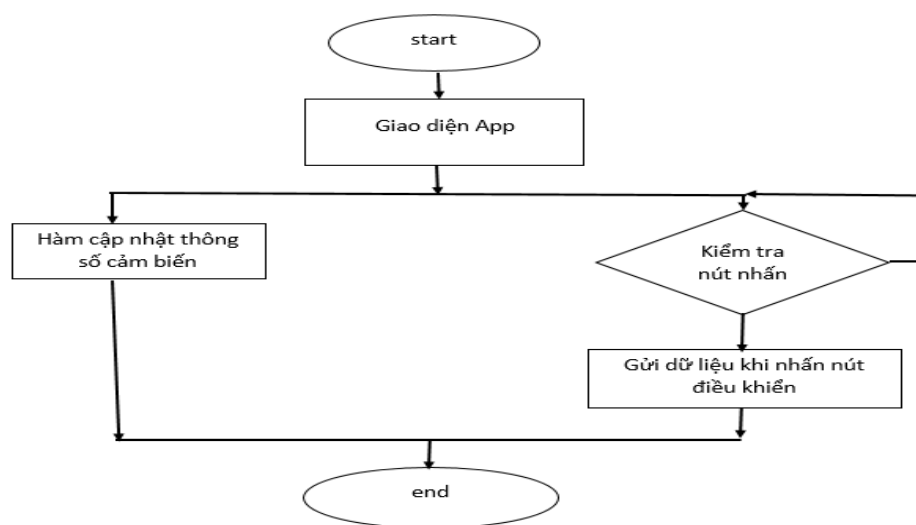 start
Giao diện App
Hàm cập nhật thông
số cảm biến
Kiểm tra
nút nhấn
Gửi dữ liệu khi nhấn nút
điều khiển
end